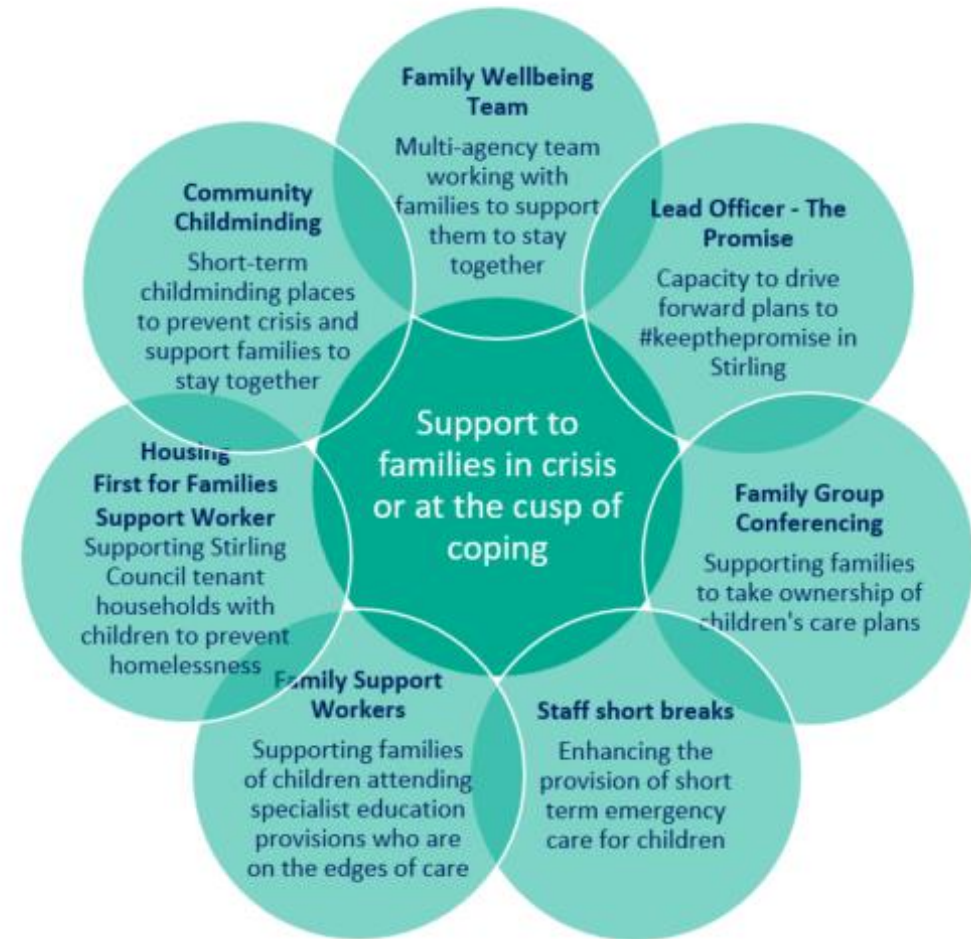 Family Wellbeing
Team
Multi-agency team
working with
families to support
them to stay
together
Lead Officer - The
Promise
Capacity to drive
forward plans to
#keepthepromise in
Stirling
Family Group
Conferencing
Supporting families
to take ownership of
children's care plans
Staff short breaks
Enhancing the
provision of short
term emergency
care for children
Family Support
Workers
Supporting families
of children attending
specialist education
provisions who are
on the edges of care
Housing
First for Families
Support Worker
Supporting Stirling
Council tenant
households with
children to prevent
homelessness
Community
Childminding
Short-term
childminding places
to prevent crisis and
support families to
stay together
Support to
families in crisis
or at the cusp of
coping